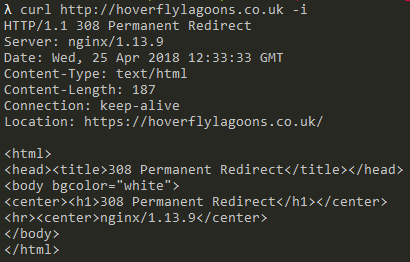 λ curl http://hoverflylagoons.co.uk -i
HTTP/1.1 308 Permanent Redirect
Server: nginx/1.13.9
Date: Wed, 25 Apr 2018 12:33:33 GMT
Content-Type: text/html
Content-Length: 187
Connection: keep-alive
Location: https://hoverflylagoons.co.uk/

<html>
<head><title>308 Permanent Redirect</title></head>
<body bgcolor="white">
<center><h1>308 Permanent Redirect</h1></center>
<hr><center>nginx/1.13.9</center>
</body>
</html>